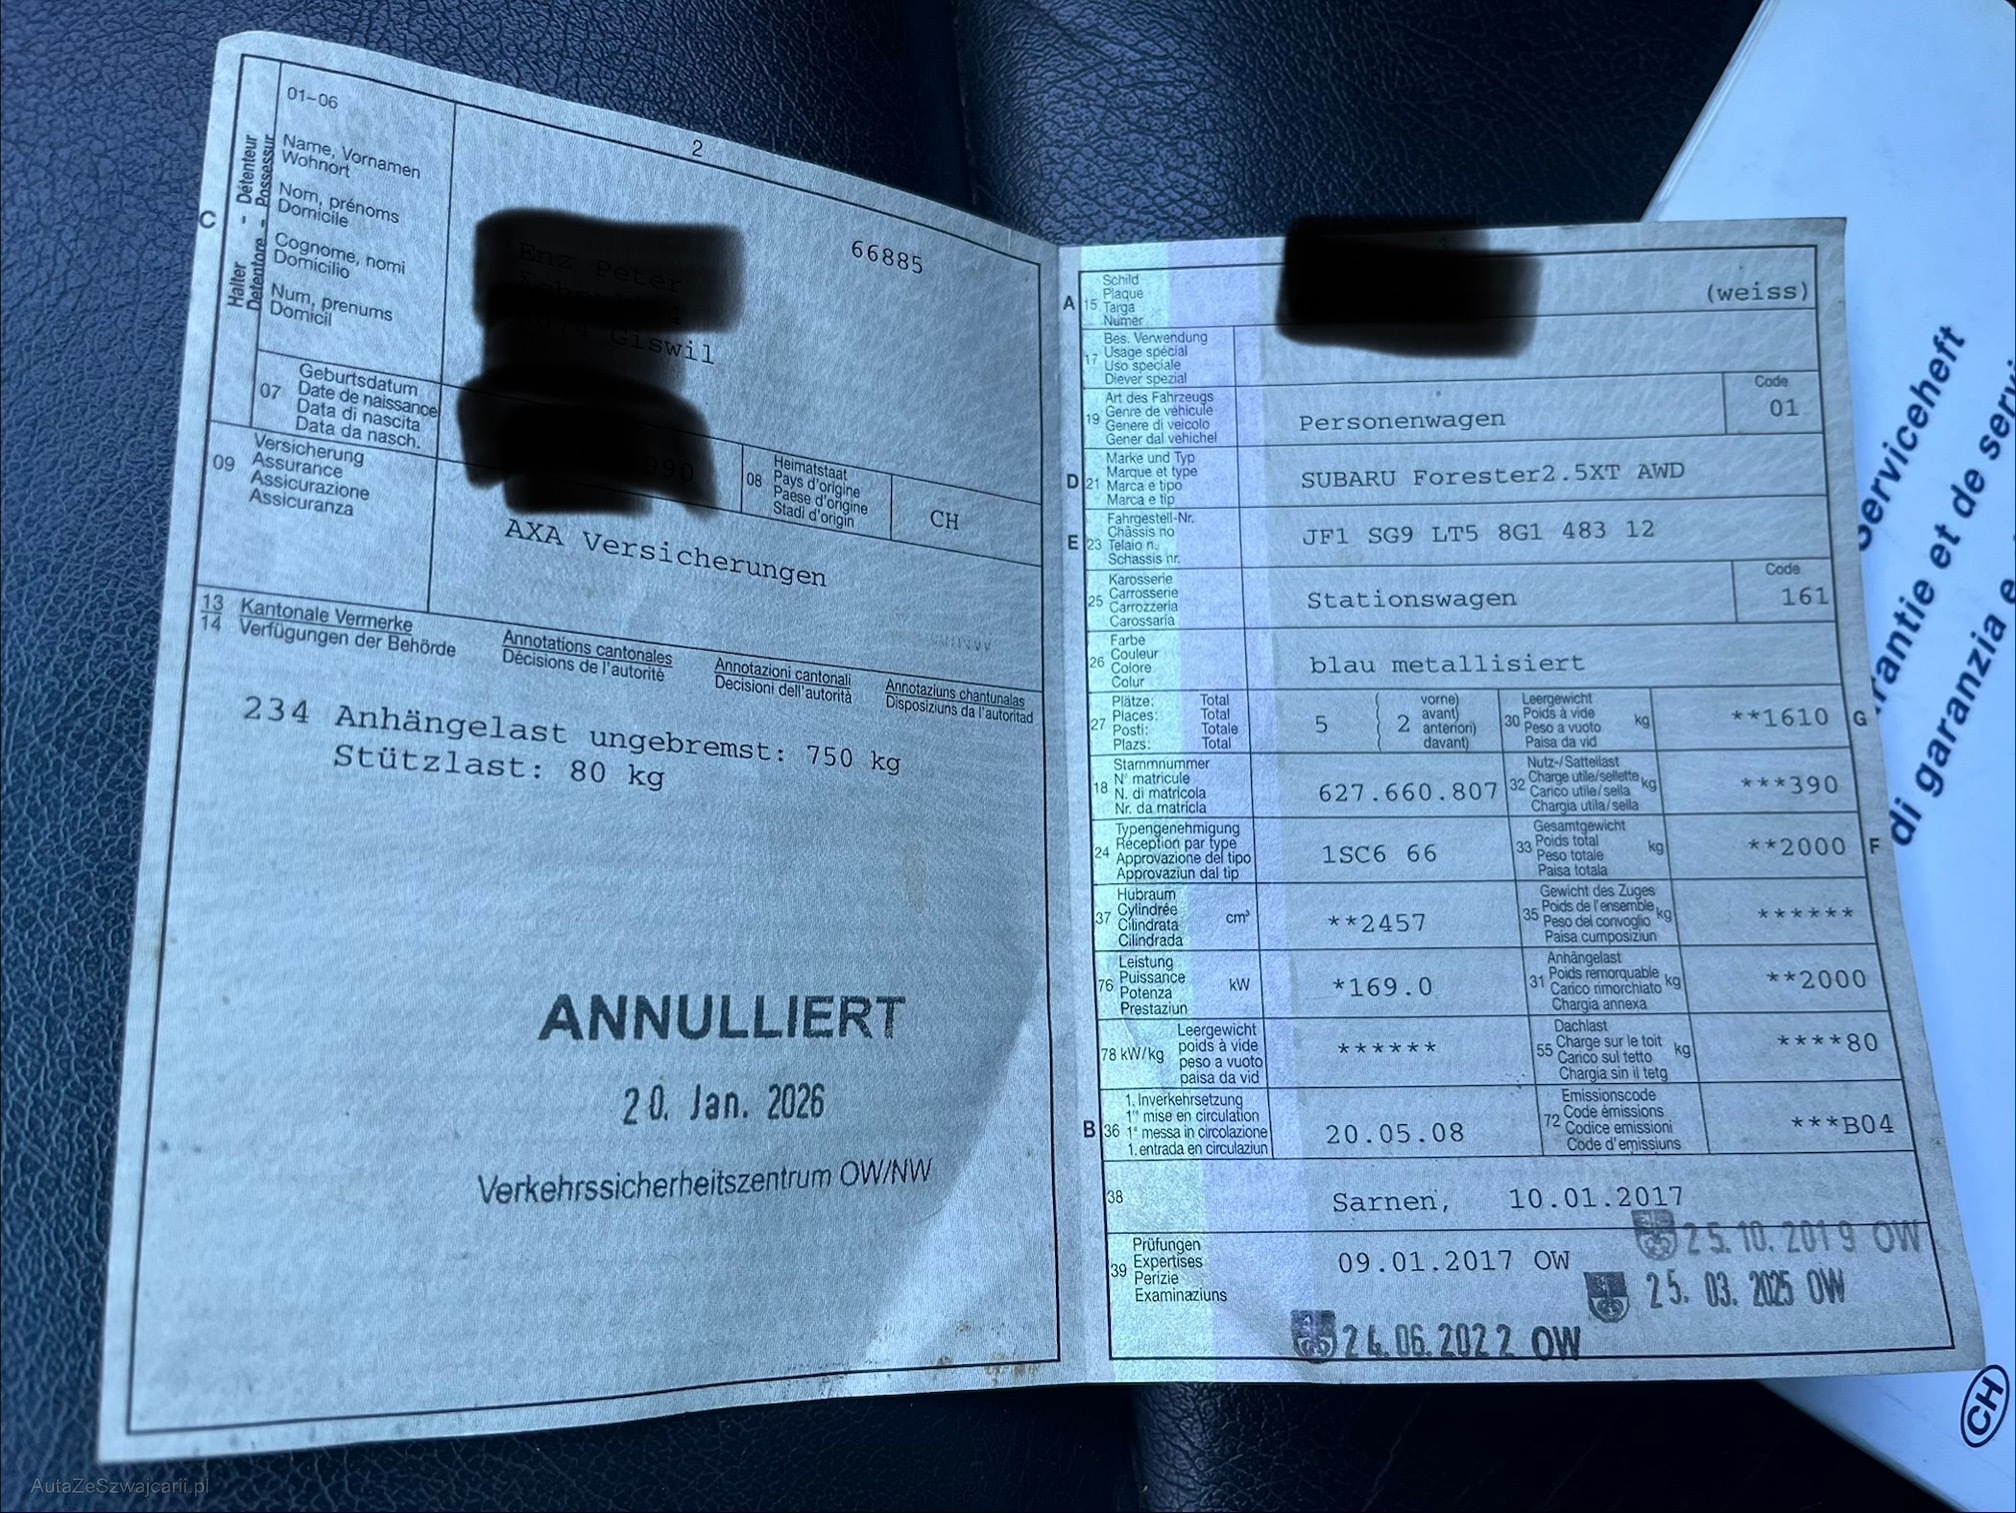 2
01–06
Name, Vornamen
Wohnort
Nom, prénoms
Domicile
Cognome, nomi
Domicilio
Num, prenums
Domicil
C
Halter - Détenteur
Detentore - Possessur
66885
Giswil
07
Geburtsdatum
Date de naissance
Data di nascita
Data da nasch.
08
Heimatstaat
Pays d'origine
Paese d'origine
Stadi d'origin
CH
09
Versicherung
Assurance
Assicurazione
Assicuranza
AXA Versicherungen
13
14
Kantonale Vermerke
Verfügungen der Behörde
Annotations cantonales
Décisions de l'autorité
Annotazioni cantonali
Decisioni dell'autorità
Annotaziuns chantunalas
Disposiziuns da l'autoritad
234 Anhängelast ungebremst: 750 kg
Stützlast: 80 kg
ANNULLIERT
20. Jan. 2026
Verkehrssicherheitszentrum OW/NW
A
15
Schild
Plaque
Targa
Numer
(weiss)
17
Bes. Verwendung
Usage spécial
Uso speciale
Diever spezial
19
Art des Fahrzeugs
Genre de véhicule
Genere di veicolo
Gener dal vehichel
Personenwagen
Code
01
D
21
Marke und Typ
Marque et type
Marca e tipo
Marca e tip
SUBARU Forester2.5XT AWD
E
23
Fahrgestell-Nr.
Châssis no
Telaio n.
Schassis nr.
JF1 SG9 LT5 8G1 483 12
25
Karosserie
Carrosserie
Carrozzeria
Carossaria
Stationswagen
Code
161
26
Farbe
Couleur
Colore
Colur
blau metallisiert
27
Plätze: Total
Places: Total
Posti: Totale
Plazs: Total
5
( 2
vorne)
avant)
anteriori)
davant)
30
Leergewicht
Poids à vide
Peso a vuoto
Paisa da vid
kg
**1610
G
18
Stammnummer
N° matricule
N. di matricola
Nr. da matricla
627.660.807
32
Nutz-/Sattellast
Charge utile/sellette
Carico utile/sella
Chargia utila/sella
kg
***390
24
Typengenehmigung
Réception par type
Approvazione del tipo
Approvaziun dal tip
1SC6 66
33
Gesamtgewicht
Poids total
Peso totale
Paisa totala
kg
**2000
F
37
Hubraum
Cylindrée
Cilindrata
Cilindrada
cm³
**2457
35
Gewicht des Zuges
Poids de l'ensemble
Peso del convoglio
Paisa cumposiziun
kg
******
76
Leistung
Puissance
Potenza
Prestaziun
kW
*169.0
31
Anhängelast
Poids remorquable
Carico rimorchiato
Chargia annexa
kg
**2000
78 kW/kg
Leergewicht
poids à vide
peso a vuoto
paisa da vid
******
55
Dachlast
Charge sur le toit
Carico sul tetto
Chargia sin il tetg
kg
****80
B
36
1. Inverkehrsetzung
1re mise en circulation
1a messa in circolazione
1. entrada en circulaziun
20.05.08
72
Emissionscode
Code émissions
Codice emissioni
Code d'emissiuns
***B04
38
Sarnen, 10.01.2017
39
Prüfungen
Expertises
Perizie
Examinaziuns
09.01.2017 OW
25.10.2019 OW
25. 03. 2025 OW
24.06.2022 OW
Serviceheft
et de
di garanzia e
CH
AutaZeSzwajcarii.pl